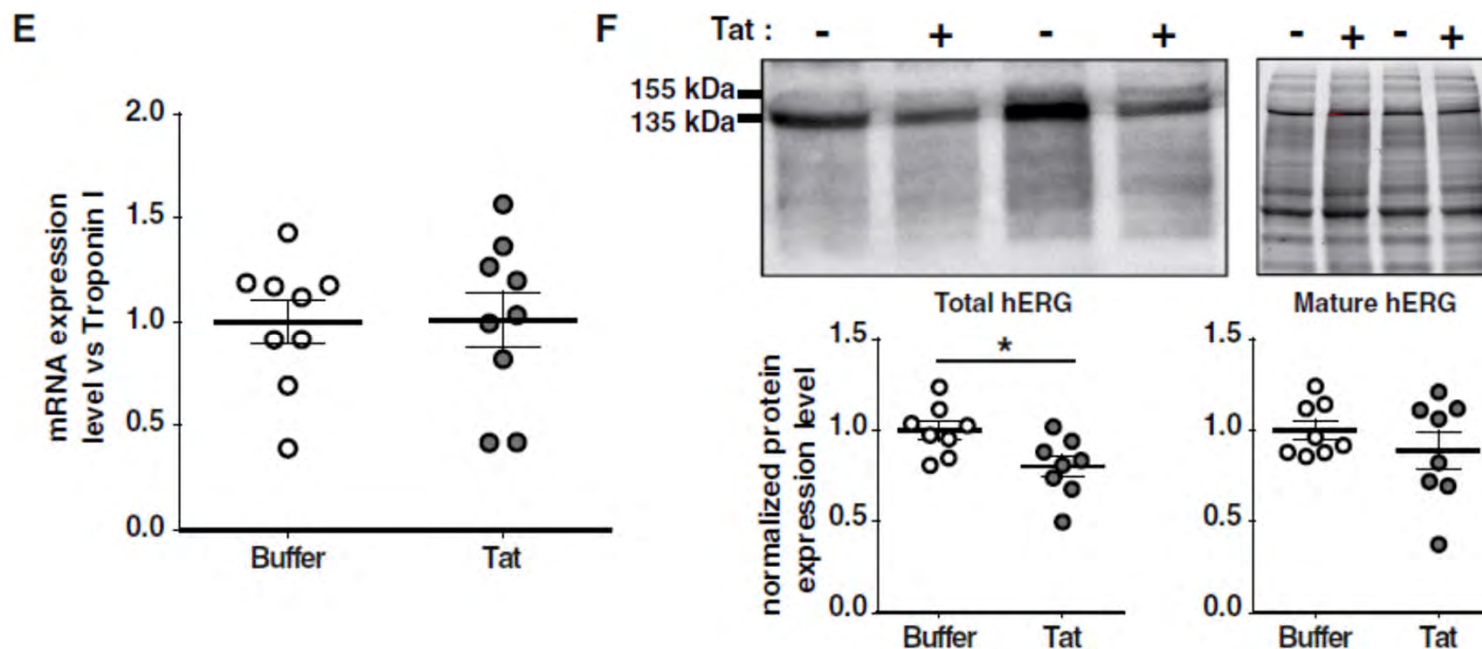 E
mRNA expression
level vs Troponin I
2.0
1.5
1.0
0.5
0.0
Buffer Tat
F
Tat : - + - + - + - +
155 kDa
135 kDa
Total hERG
normalized protein
expression level
1.5
1.0
0.5
0.0
*
Buffer Tat
Mature hERG
1.5
1.0
0.5
0.0
Buffer Tat